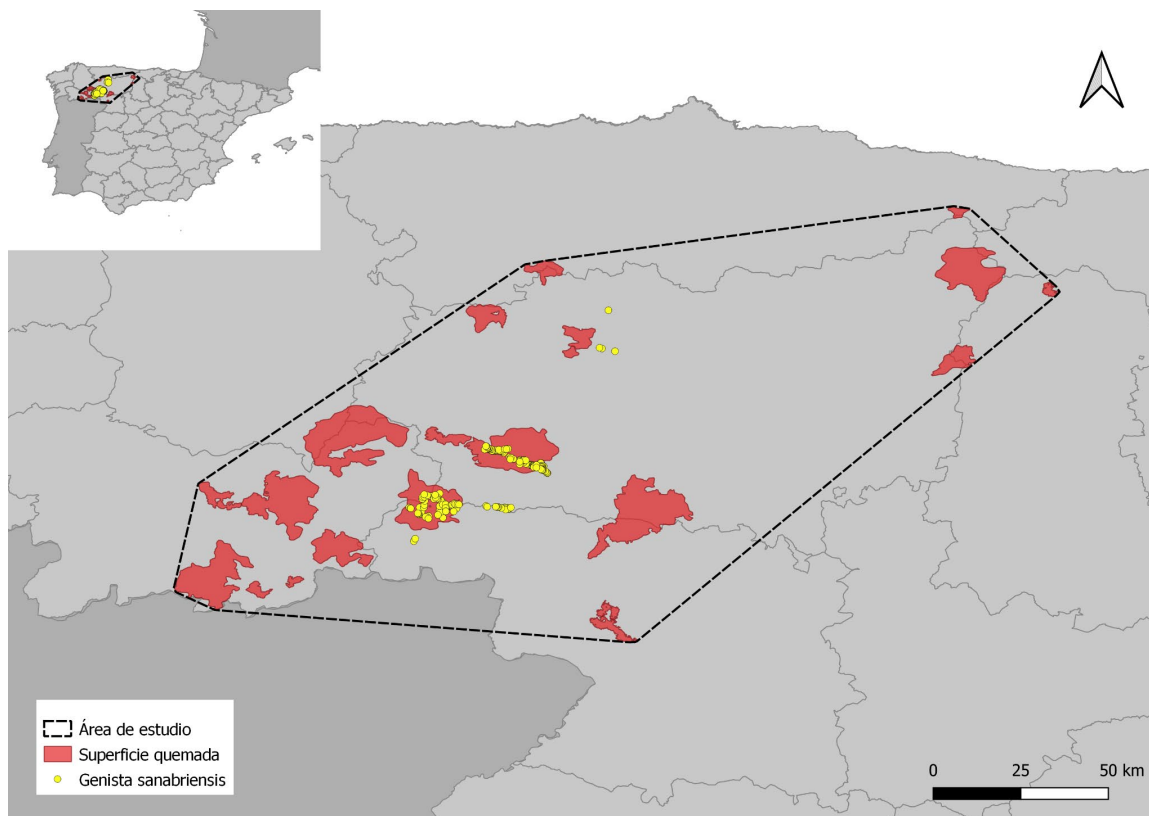 Área de estudio
Superficie quemada
Genista sanabriensis
0 25 50 km